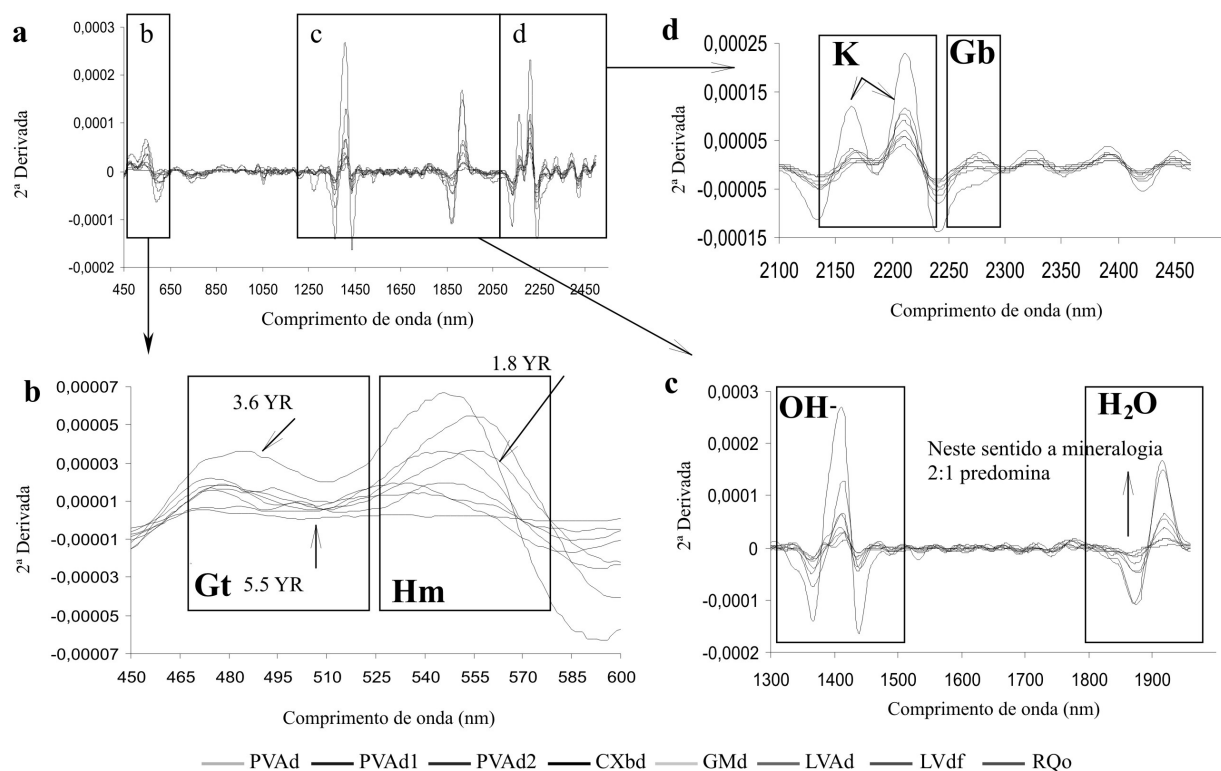 a
b
c
d
0,0003
0,0002
0,0001
0
-0,0001
-0,0002
2ª Derivada
450 650 850 1050 1250 1450 1650 1850 2050 2250 2450
Comprimento de onda (nm)
d
K
Gb
0,00025
0,00015
0,00005
-0,00005
-0,00015
2ª Derivada
2100 2150 2200 2250 2300 2350 2400 2450
Comprimento de onda (nm)
b
0,00007
0,00005
0,00003
0,00001
-0,00001
-0,00003
-0,00005
-0,00007
2ª Derivada
3.6 YR
1.8 YR
5.5 YR
Gt
Hm
450 465 480 495 510 525 540 555 570 585 600
Comprimento de onda (nm)
c
OH-
H₂O
Neste sentido a mineralogia
2:1 predomina
0,0003
0,0002
0,0001
0
-0,0001
-0,0002
2ª Derivada
1300 1400 1500 1600 1700 1800 1900
Comprimento de onda (nm)
PVAd PVAd1 PVAd2 CXbd GMd LVAd LVdf RQo